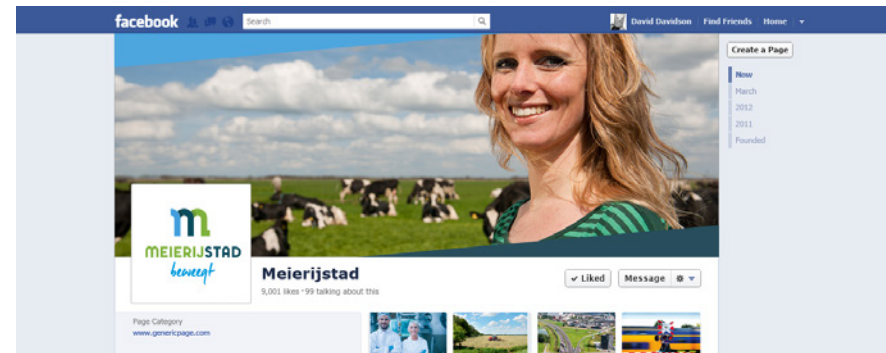 facebook Search David Davidson Find Friends Home
Create a Page
Now
March
2012
2011
Founded
m
MEIERIJSTAD
beweegt
Meierijstad
9,001 likes · 99 talking about this
Liked Message
Page Category
www.genericpage.com